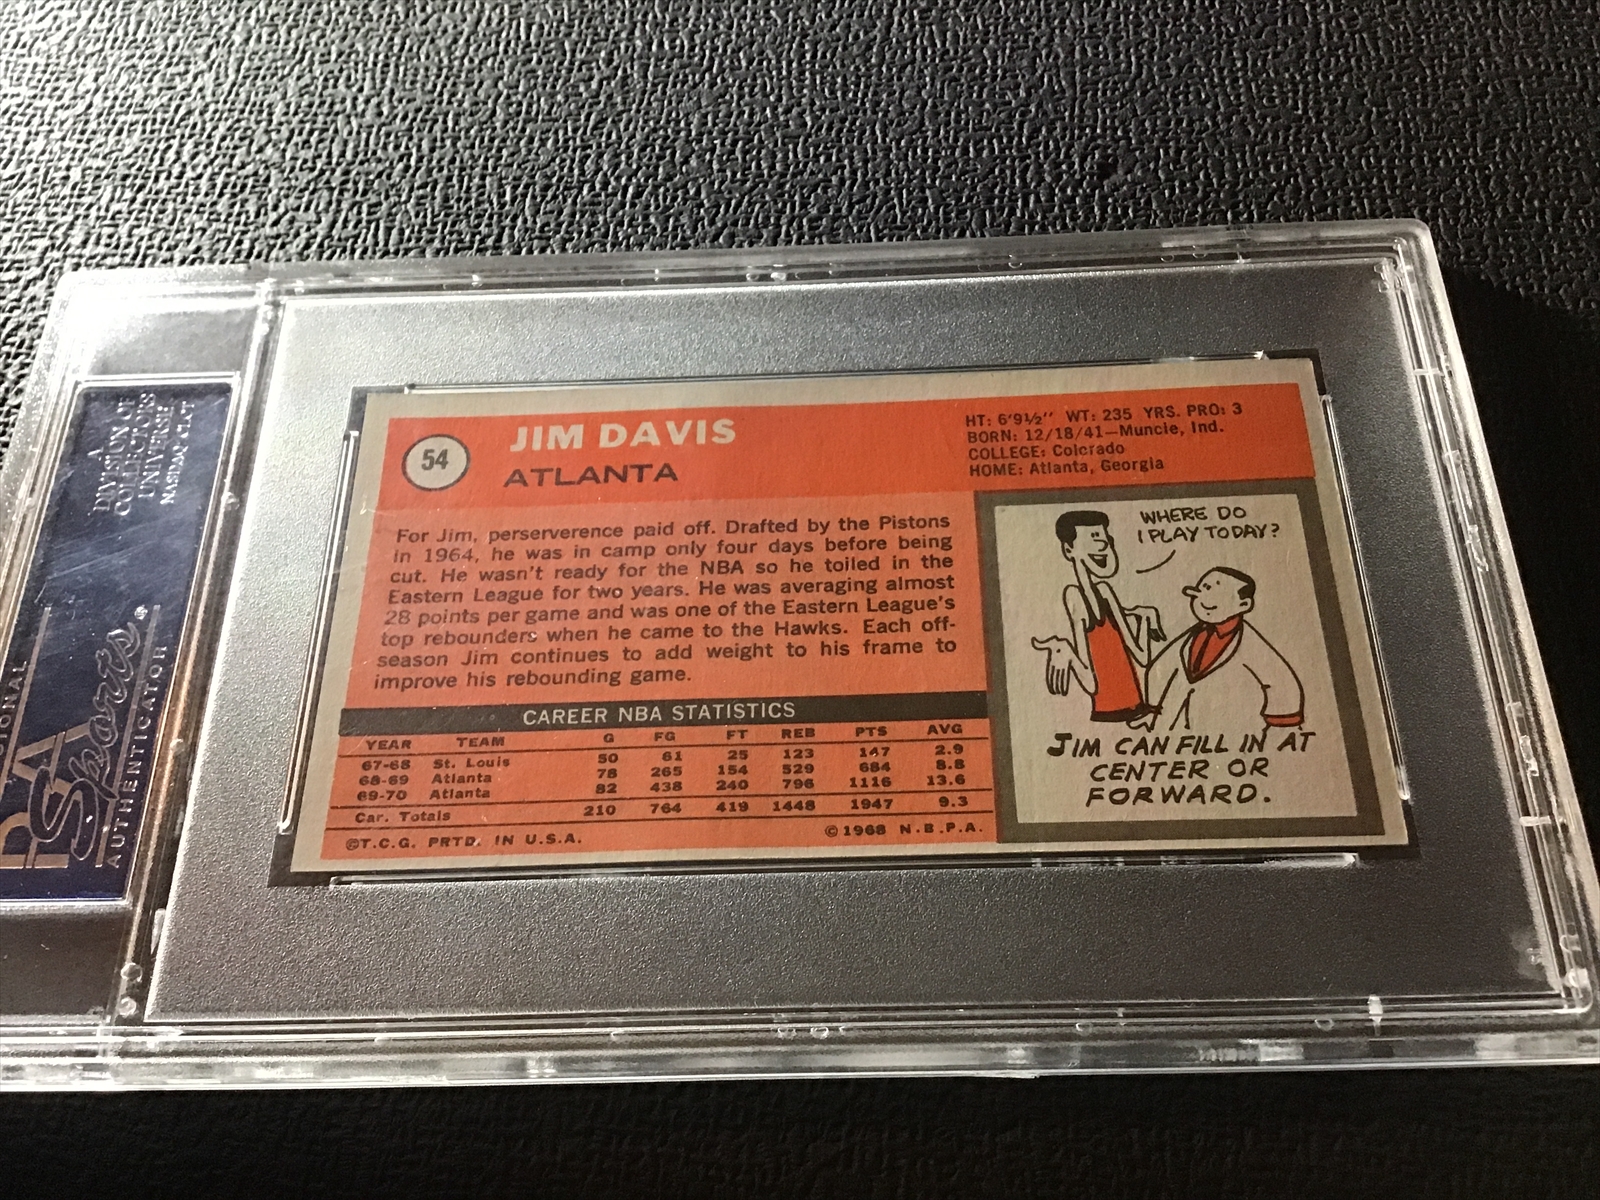 54
JIM DAVIS
ATLANTA
HT: 6'9½" WT: 235 YRS. PRO: 3
BORN: 12/18/41—Muncie, Ind.
COLLEGE: Colorado
HOME: Atlanta, Georgia
For Jim, perserverence paid off. Drafted by the Pistons
in 1964, he was in camp only four days before being
cut. He wasn't ready for the NBA so he toiled in the
Eastern League for two years. He was averaging almost
28 points per game and was one of the Eastern League's
top rebounders when he came to the Hawks. Each off-
season Jim continues to add weight to his frame to
improve his rebounding game.
CAREER NBA STATISTICS
YEAR TEAM G FG FT REB PTS AVG
67-68 St. Louis 50 61 25 123 147 2.9
68-69 Atlanta 78 265 154 529 684 8.8
69-70 Atlanta 82 438 240 796 1116 13.6
Car. Totals 210 764 419 1448 1947 9.3
©T.C.G. PRTD. IN U.S.A.
©1968 N.B.P.A.
WHERE DO
I PLAY TODAY?
JIM CAN FILL IN AT
CENTER OR
FORWARD.
A
DIVISION OF
COLLECTORS
UNIVERSE
NASDAQ: CLCT
PSA
Sports
AUTHENTICATOR